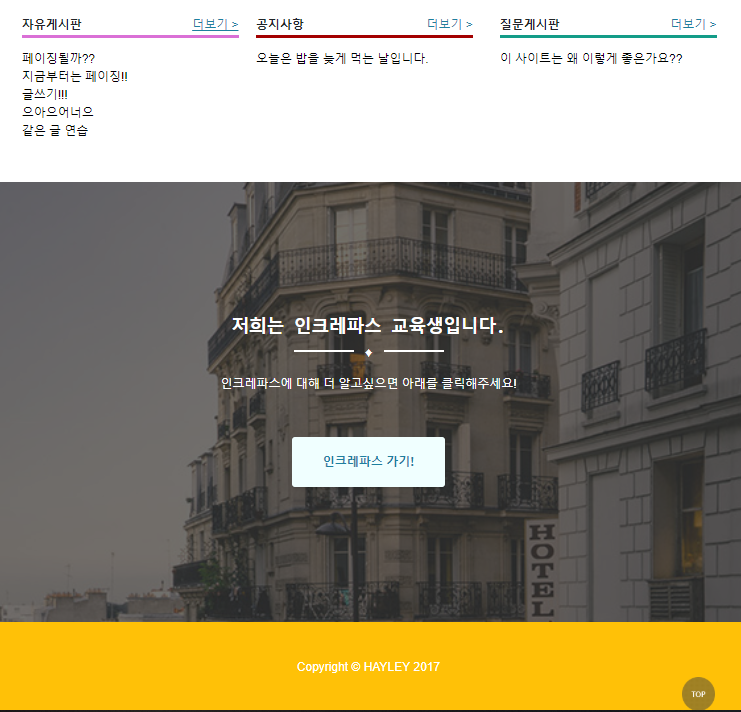 자유게시판 더보기 >
페이징될까??
지금부터는 페이징!!
글쓰기!!!
으아으어너으
같은 글 연습
공지사항 더보기 >
오늘은 밥을 늦게 먹는 날입니다.
질문게시판 더보기 >
이 사이트는 왜 이렇게 좋은가요??
저희는 인크레파스 교육생입니다.
인크레파스에 대해 더 알고싶으면 아래를 클릭해주세요!
인크레파스 가기!
HOTEL
Copyright © HAYLEY 2017
TOP